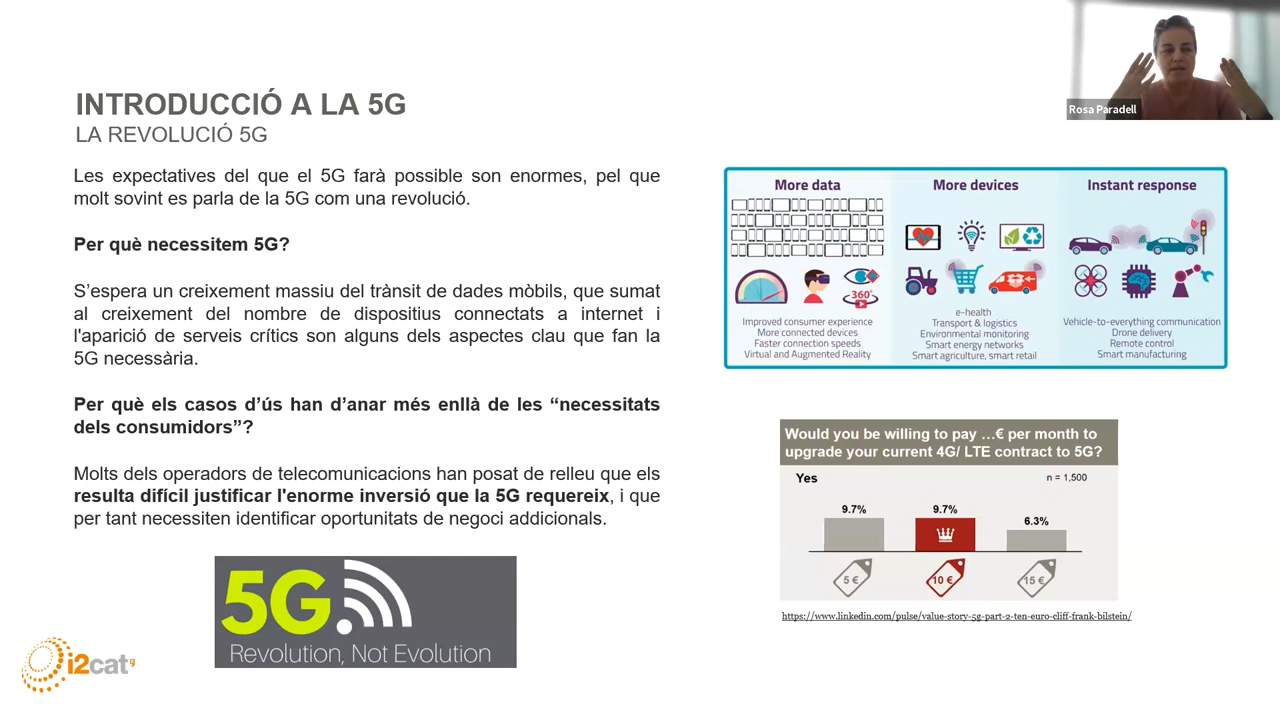 INTRODUCCIÓ A LA 5G
LA REVOLUCIÓ 5G
Les expectatives del que el 5G farà possible son enormes, pel que
molt sovint es parla de la 5G com una revolució.
Per què necessitem 5G?
S’espera un creixement massiu del trànsit de dades mòbils, que sumat
al creixement del nombre de dispositius connectats a internet i
l'aparició de serveis crítics son alguns dels aspectes clau que fan la
5G necessària.
Per què els casos d’ús han d’anar més enllà de les “necessitats
dels consumidors”?
Molts dels operadors de telecomunicacions han posat de relleu que els
resulta difícil justificar l'enorme inversió que la 5G requereix, i que
per tant necessiten identificar oportunitats de negoci addicionals.
5G
Revolution, Not Evolution
i2cat
Rosa Paradell
More data
360°
Improved consumer experience
More connected devices
Faster connection speeds
Virtual and Augmented Reality
More devices
e-health
Transport & logistics
Environmental monitoring
Smart energy networks
Smart agriculture, smart retail
Instant response
Vehicle-to-everything communication
Drone delivery
Remote control
Smart manufacturing
Would you be willing to pay …€ per month to
upgrade your current 4G/ LTE contract to 5G?
Yes
n = 1,500
9.7%
9.7%
6.3%
5 €
10 €
15 €
https://www.linkedin.com/pulse/value-story-5g-part-2-ten-euro-cliff-frank-bilstein/